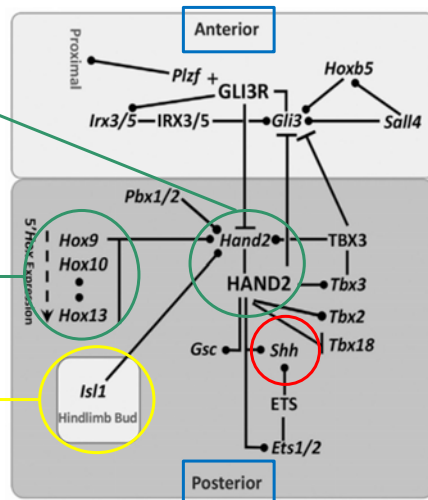 Anterior
Proximal
Plzf + GLI3R
Hoxb5
Irx3/5 IRX3/5 Gli3 Sall4
Pbx1/2
5'Hox Expression
Hox9 Hand2 TBX3
Hox10
HAND2 Tbx3
Hox13 Tbx2
Gsc Shh Tbx18
Isl1 ETS
Hindlimb Bud
Ets1/2
Posterior